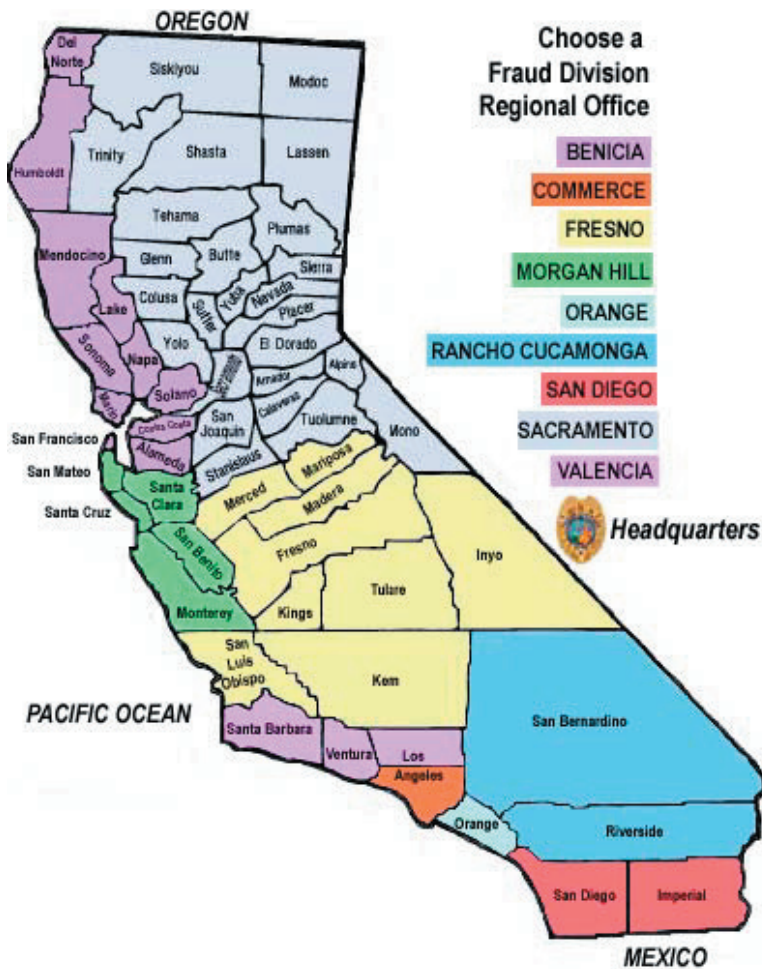 OREGON
Choose a
Fraud Division
Regional Office
BENICIA
COMMERCE
FRESNO
MORGAN HILL
ORANGE
RANCHO CUCAMONGA
SAN DIEGO
SACRAMENTO
VALENCIA
Headquarters
Del
Norte
Siskiyou
Modoc
Humboldt
Trinity
Shasta
Lassen
Tehama
Plumas
Mendocino
Glenn
Butte
Sierra
Colusa
Sutter
Yuba
Nevada
Placer
Lake
Yolo
El Dorado
Sonoma
Napa
Sacramento
Amador
Alpine
Marin
Solano
Calaveras
Tuolumne
Mono
Contra Costa
San
Joaquin
San Francisco
Alameda
Stanislaus
Mariposa
San Mateo
Santa
Clara
Merced
Madera
Santa Cruz
San Benito
Fresno
Inyo
Monterey
Kings
Tulare
San
Luis
Obispo
Kern
PACIFIC OCEAN
Santa Barbara
Ventura
Los
Angeles
San Bernardino
Orange
Riverside
San Diego
Imperial
MEXICO